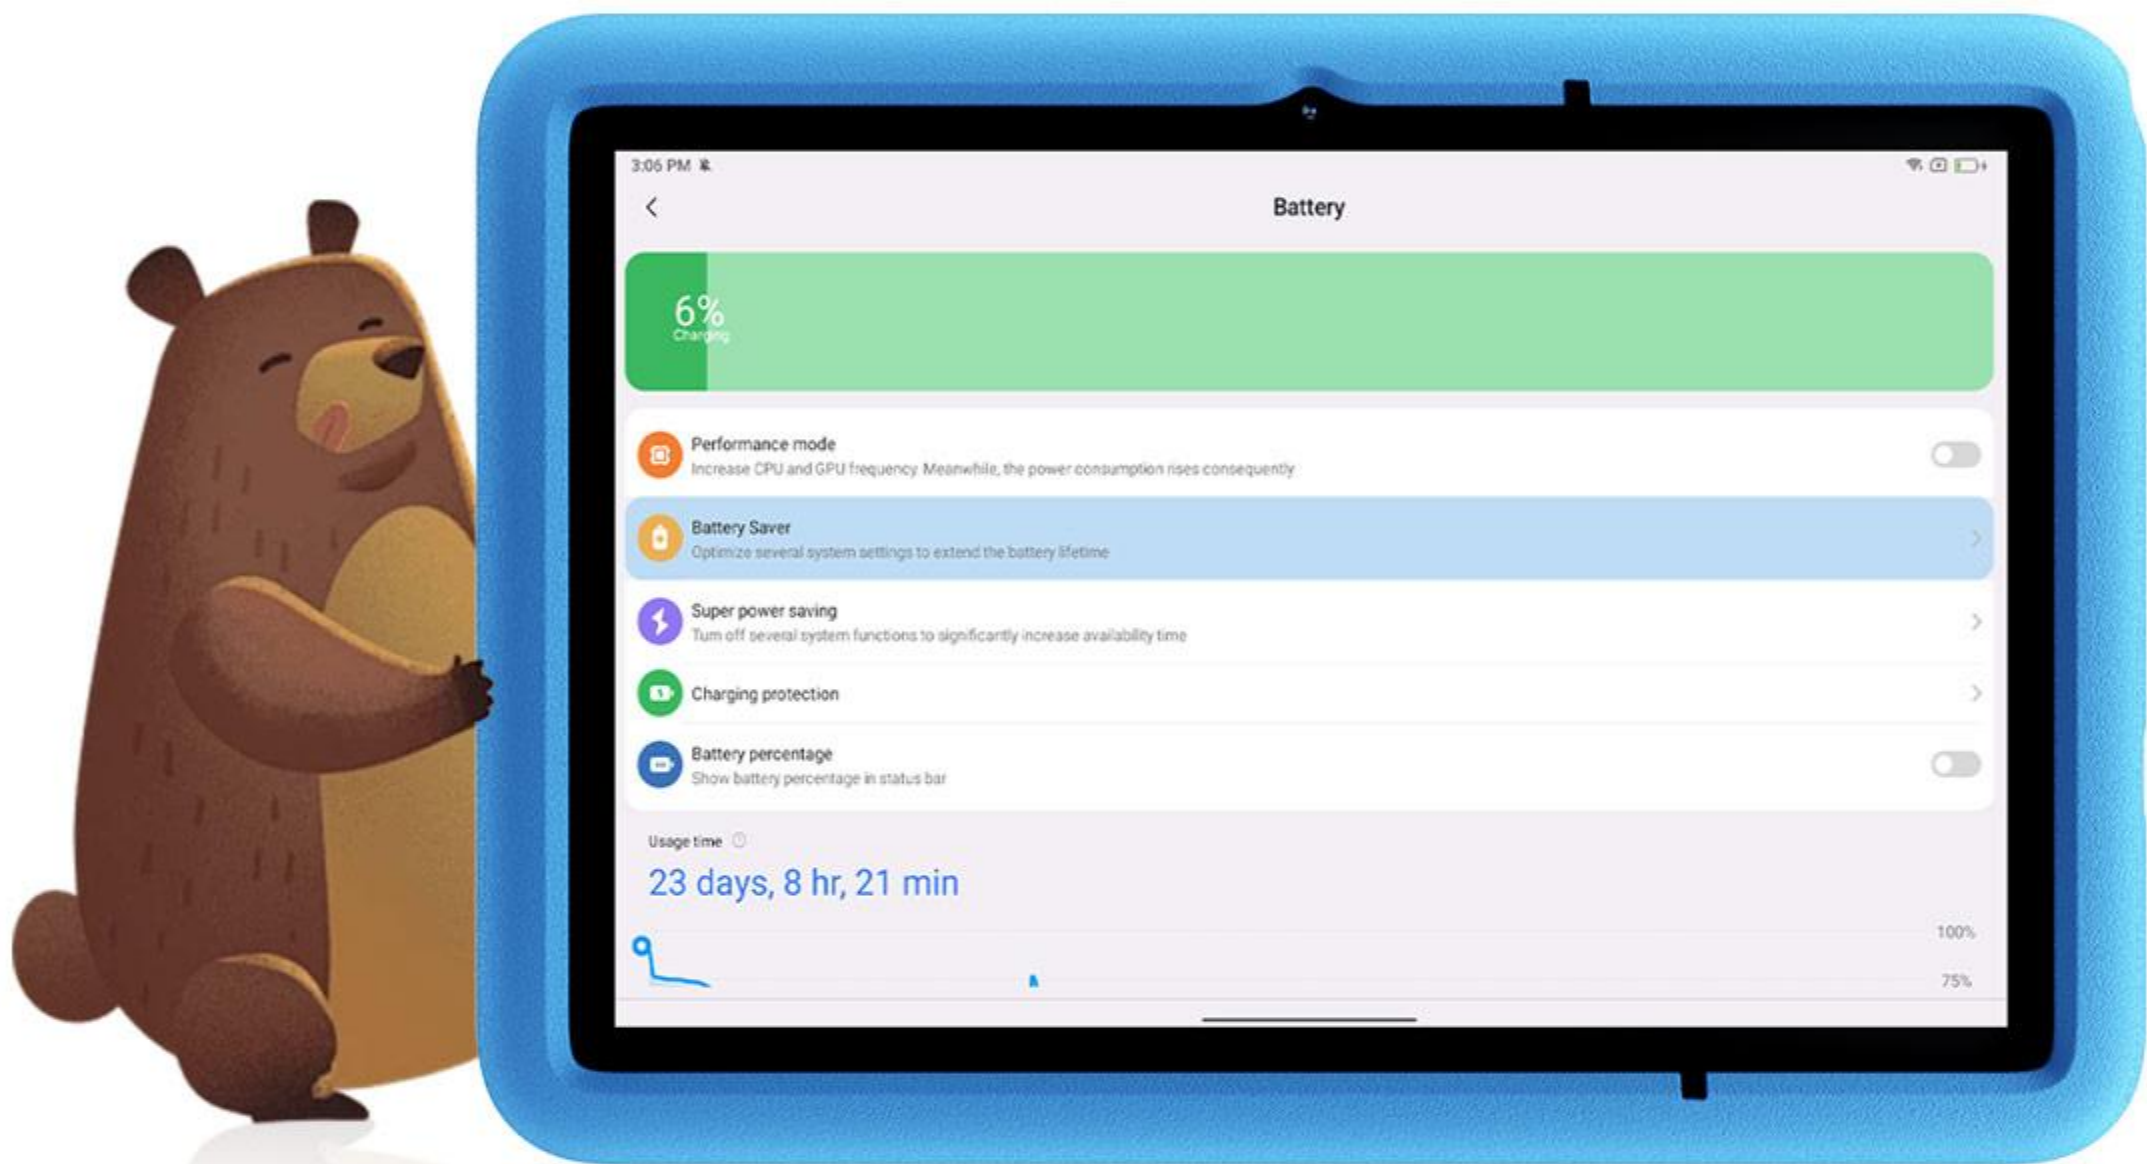 3:06 PM
Battery
6%
Charging
Performance mode
Increase CPU and GPU frequency. Meanwhile, the power consumption rises consequently
Battery Saver
Optimize several system settings to extend the battery lifetime
Super power saving
Turn off several system functions to significantly increase availability time
Charging protection
Battery percentage
Show battery percentage in status bar
Usage time
23 days, 8 hr, 21 min
100%
75%